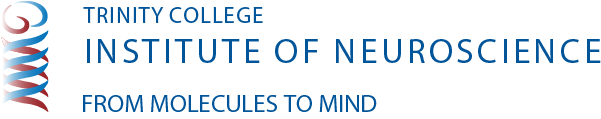 TRINITY COLLEGE
INSTITUTE OF NEUROSCIENCE
FROM MOLECULES TO MIND